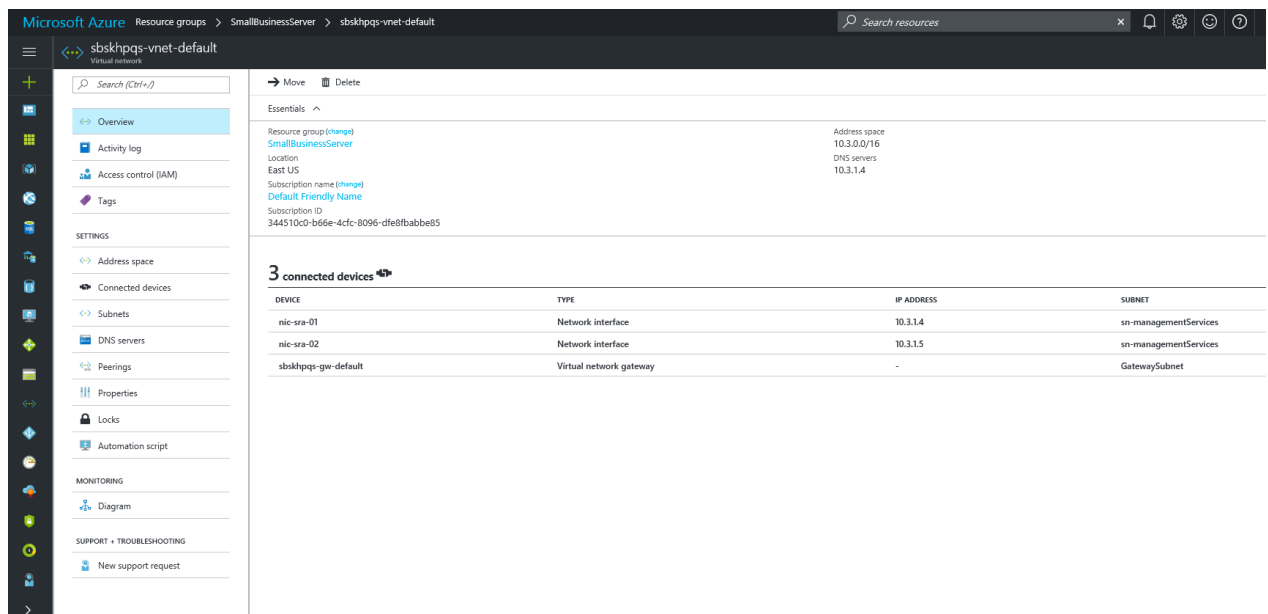 Microsoft Azure Resource groups > SmallBusinessServer > sbskhpqs-vnet-default
Search resources
sbskhpqs-vnet-default
Virtual network
Search (Ctrl+/)
Overview
Activity log
Access control (IAM)
Tags
SETTINGS
Address space
Connected devices
Subnets
DNS servers
Peerings
Properties
Locks
Automation script
MONITORING
Diagram
SUPPORT + TROUBLESHOOTING
New support request
Move Delete
Essentials
Resource group (change)
SmallBusinessServer
Location
East US
Subscription name (change)
Default Friendly Name
Subscription ID
344510c0-b66e-4cfc-8096-dfe8fbabbe85
Address space
10.3.0.0/16
DNS servers
10.3.1.4
3 connected devices
DEVICE TYPE IP ADDRESS SUBNET
nic-sra-01 Network interface 10.3.1.4 sn-managementServices
nic-sra-02 Network interface 10.3.1.5 sn-managementServices
sbskhpqs-gw-default Virtual network gateway - GatewaySubnet